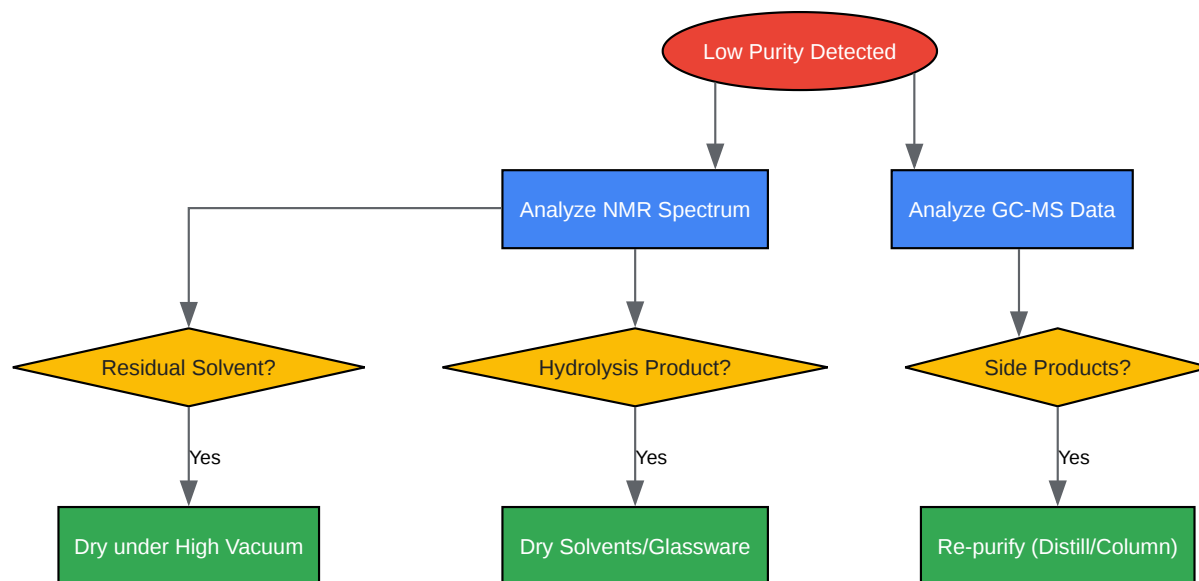 Low Purity Detected
Analyze NMR Spectrum
Analyze GC-MS Data
Residual Solvent?
Hydrolysis Product?
Side Products?
Yes
Yes
Yes
Dry under High Vacuum
Dry Solvents/Glassware
Re-purify (Distill/Column)